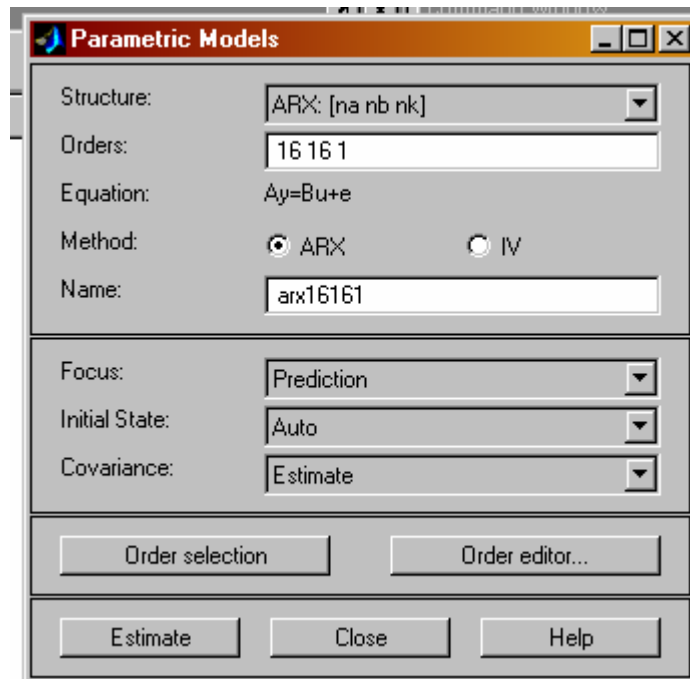 Parametric Models
Structure: ARX: [na nb nk]
Orders: 16 16 1
Equation: Ay=Bu+e
Method: ARX IV
Name: arx16161
Focus: Prediction
Initial State: Auto
Covariance: Estimate
Order selection Order editor...
Estimate Close Help